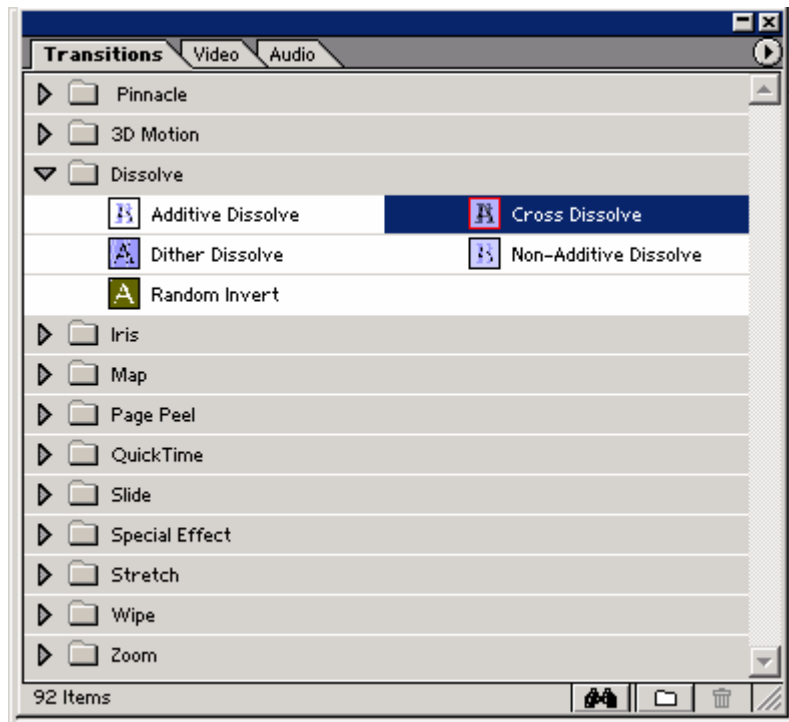 Transitions Video Audio
Pinnacle
3D Motion
Dissolve
Additive Dissolve Cross Dissolve
Dither Dissolve Non-Additive Dissolve
Random Invert
Iris
Map
Page Peel
QuickTime
Slide
Special Effect
Stretch
Wipe
Zoom
92 Items